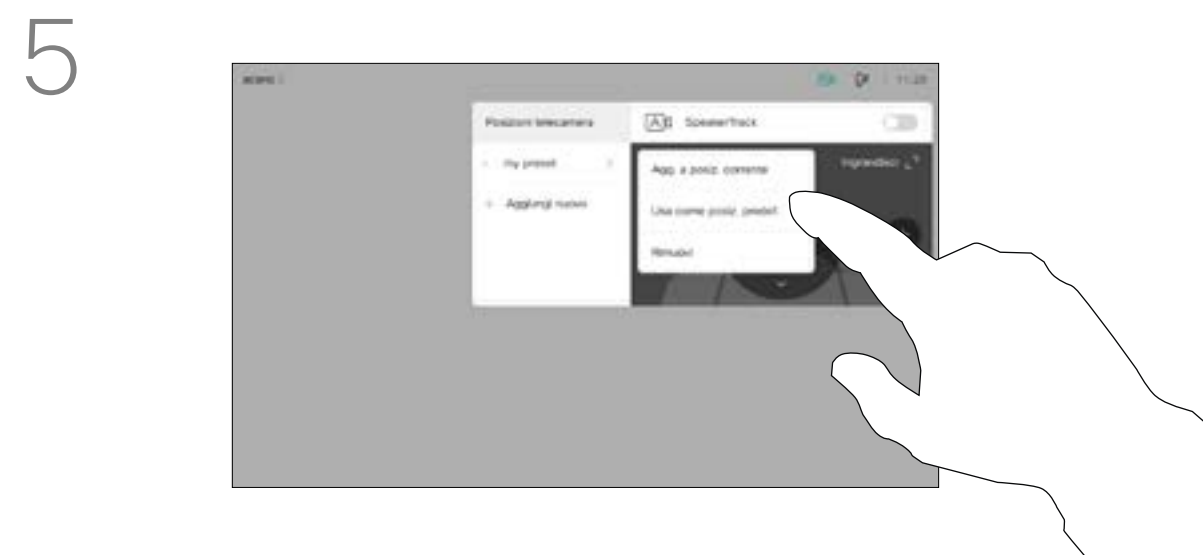 5
Posizioni telecamera
SpeakerTrack
my preset
Aggiungi nuovo
Agg. a posiz. corrente
Usa come posiz. predef.
Rimuovi
Ingrandisci